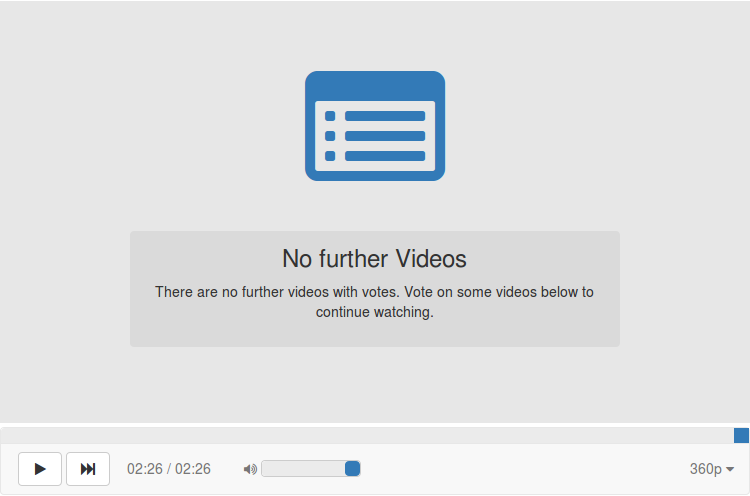 No further Videos
There are no further videos with votes. Vote on some videos below to
continue watching.
02:26 / 02:26
360p